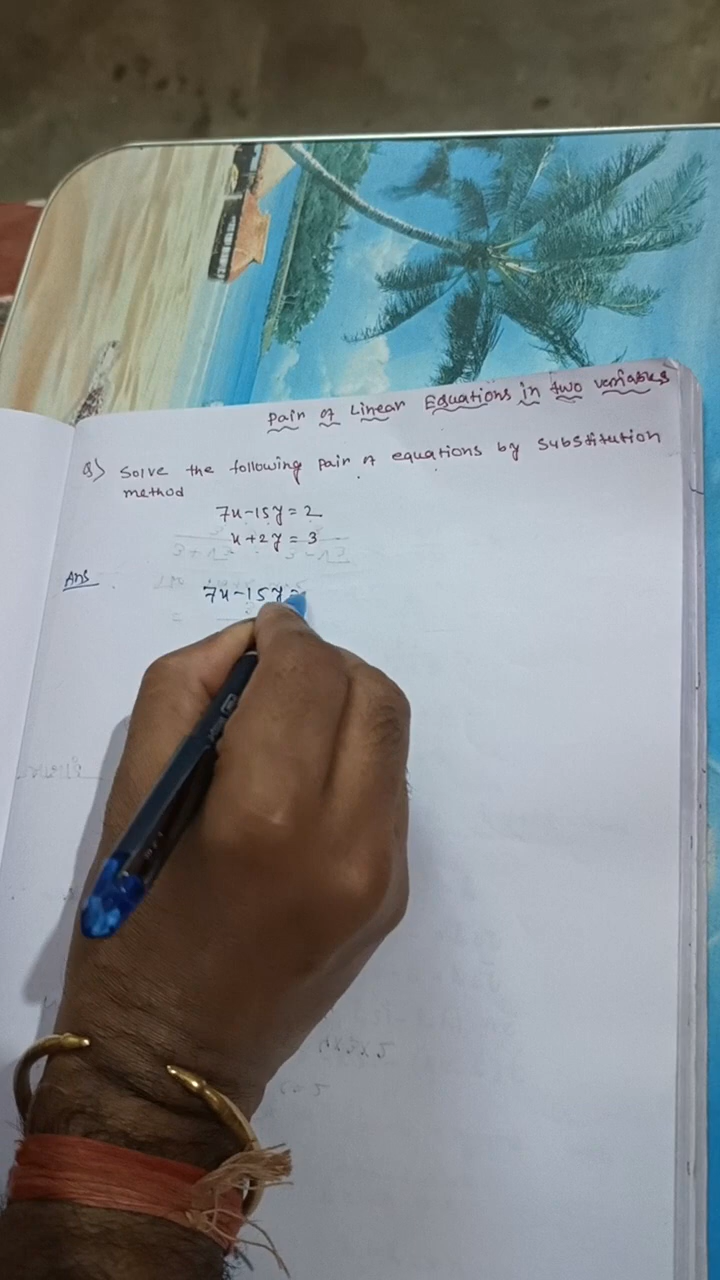 Pair of Linear Equations in two variables
Q) Solve the following pair of equations by substitution
method
7x-15y=2
x+2y=3
Ans
7x-15y=